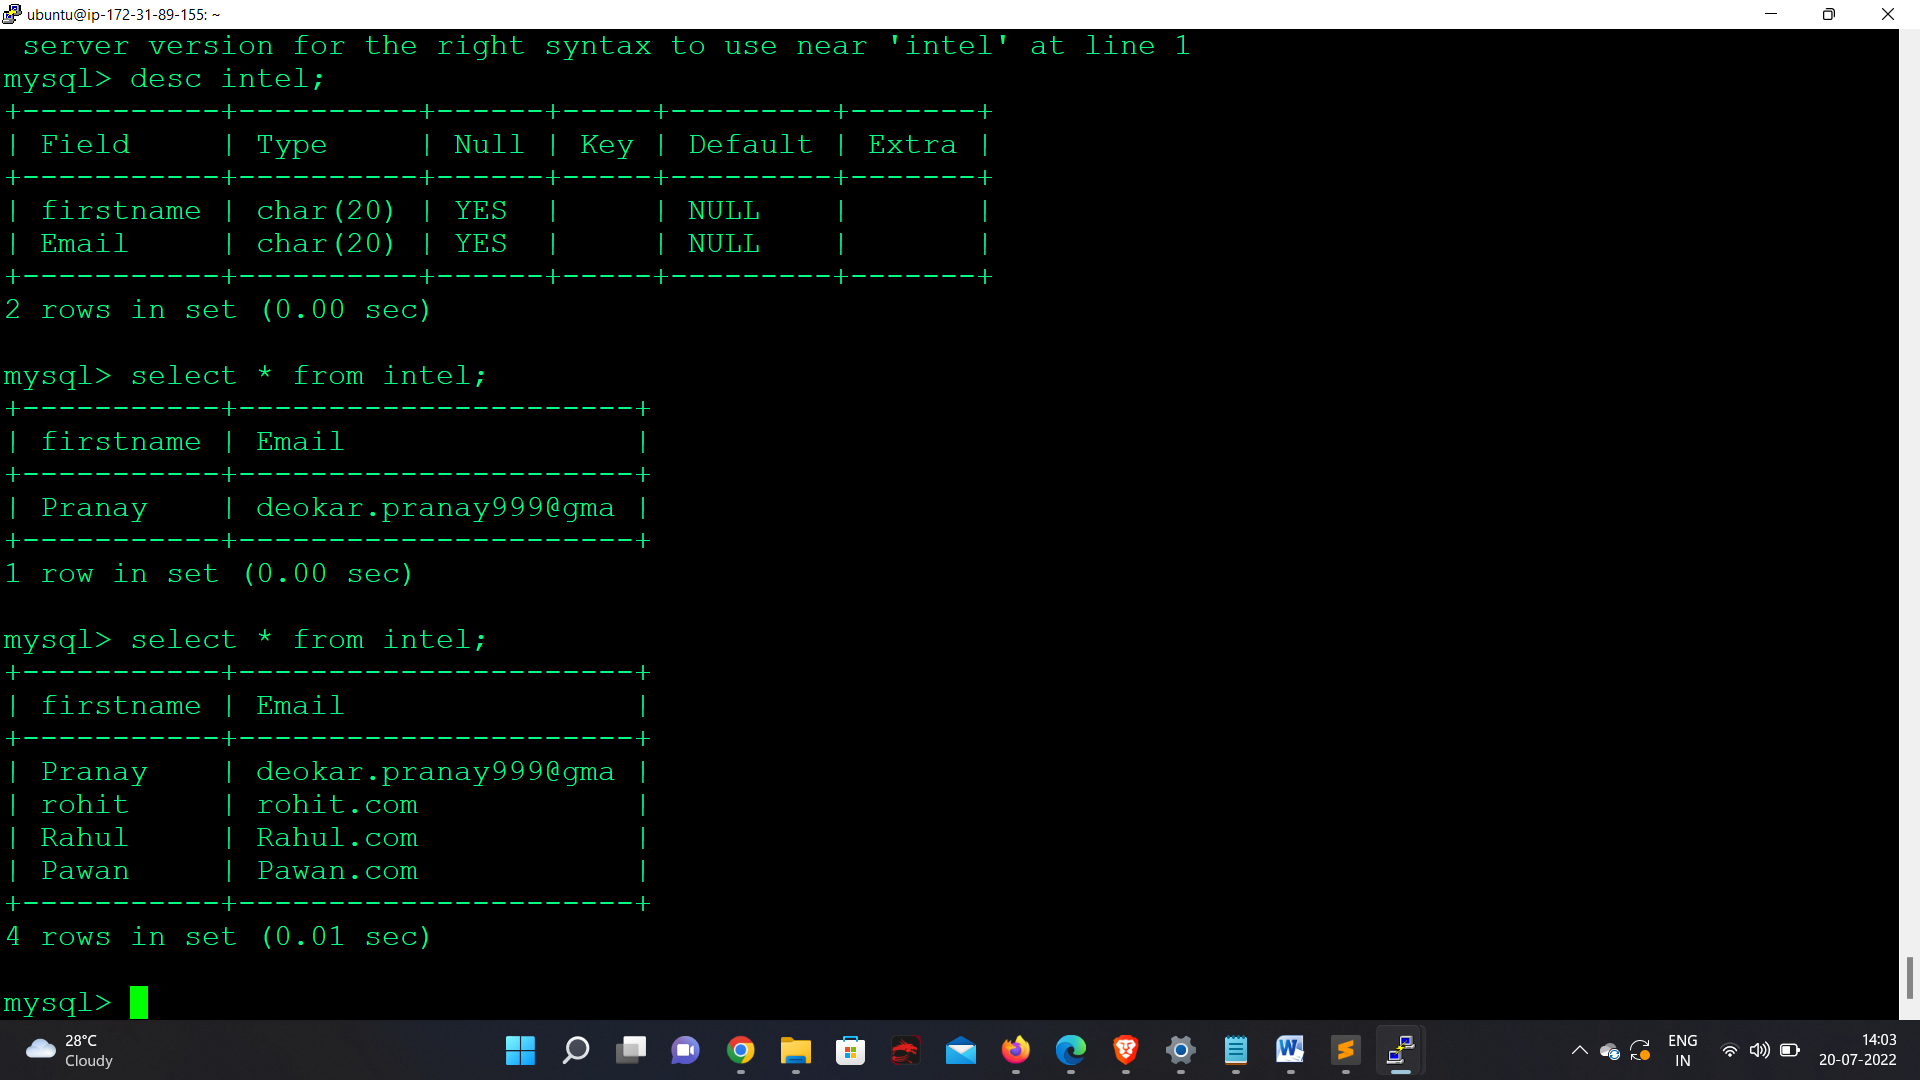 ubuntu@ip-172-31-89-155: ~
server version for the right syntax to use near 'intel' at line 1
mysql> desc intel;
+-----------+----------+------+-----+---------+-------+
| Field     | Type     | Null | Key | Default | Extra |
+-----------+----------+------+-----+---------+-------+
| firstname | char(20) | YES  |     | NULL    |       |
| Email     | char(20) | YES  |     | NULL    |       |
+-----------+----------+------+-----+---------+-------+
2 rows in set (0.00 sec)
mysql> select * from intel;
+-----------+----------------------+
| firstname | Email                |
+-----------+----------------------+
| Pranay    | deokar.pranay999@gma |
+-----------+----------------------+
1 row in set (0.00 sec)
mysql> select * from intel;
+-----------+----------------------+
| firstname | Email                |
+-----------+----------------------+
| Pranay    | deokar.pranay999@gma |
| rohit     | rohit.com            |
| Rahul     | Rahul.com            |
| Pawan     | Pawan.com            |
+-----------+----------------------+
4 rows in set (0.01 sec)
mysql>
28°C
Cloudy
ENG
IN
14:03
20-07-2022